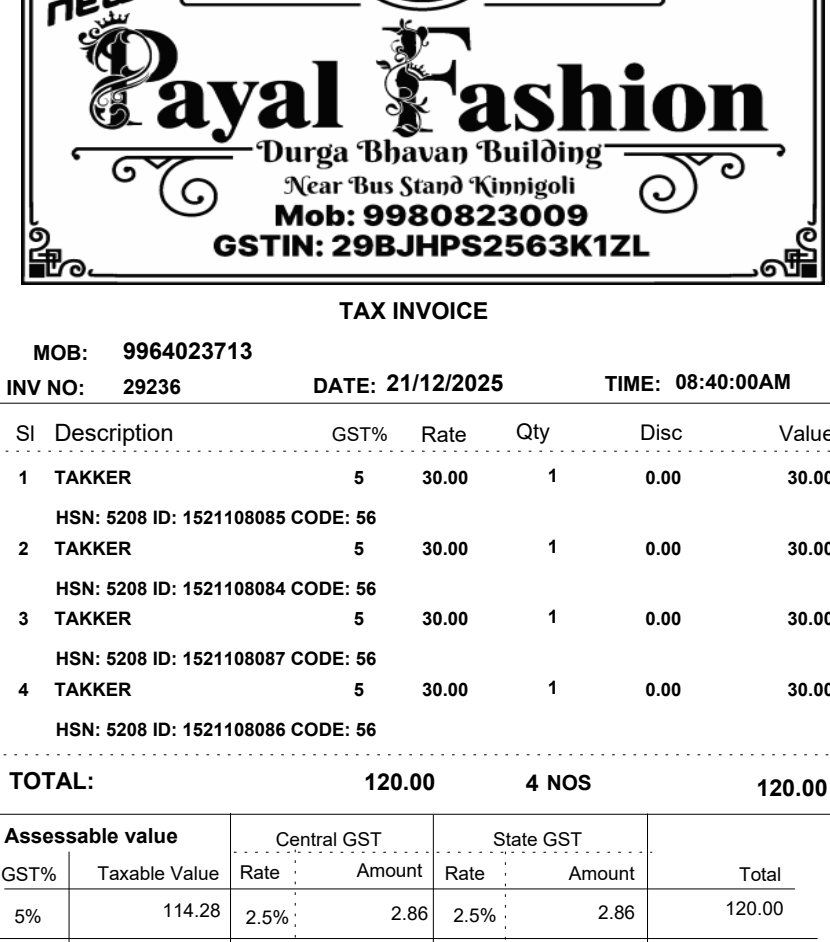 new
Payal Fashion
Durga Bhavan Building
Near Bus Stand Kinnigoli
Mob: 9980823009
GSTIN: 29BJHPS2563K1ZL
TAX INVOICE
MOB: 9964023713
INV NO: 29236 DATE: 21/12/2025 TIME: 08:40:00AM
Sl Description GST% Rate Qty Disc Value
1 TAKKER 5 30.00 1 0.00 30.00
HSN: 5208 ID: 1521108085 CODE: 56
2 TAKKER 5 30.00 1 0.00 30.00
HSN: 5208 ID: 1521108084 CODE: 56
3 TAKKER 5 30.00 1 0.00 30.00
HSN: 5208 ID: 1521108087 CODE: 56
4 TAKKER 5 30.00 1 0.00 30.00
HSN: 5208 ID: 1521108086 CODE: 56
TOTAL: 120.00 4 NOS 120.00
Assessable value Central GST State GST
GST% Taxable Value Rate Amount Rate Amount Total
5% 114.28 2.5% 2.86 2.5% 2.86 120.00